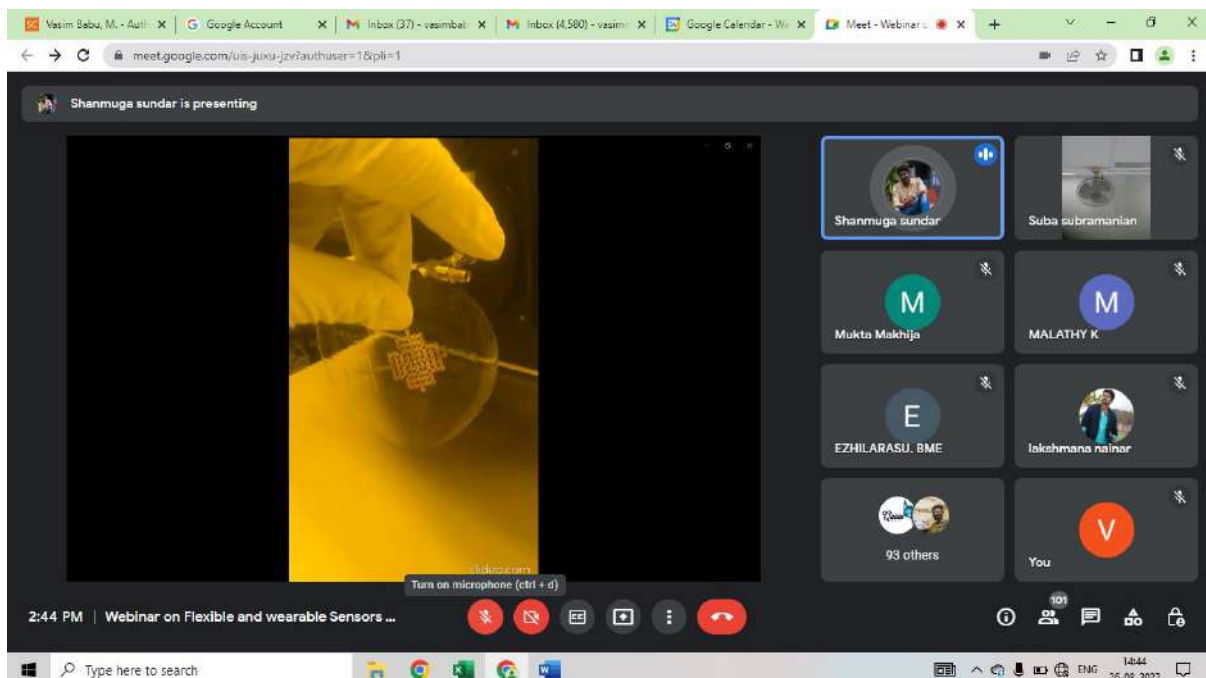 Vasim Babu, M. - Auth
Google Account
Inbox (37) - vasimbab
Inbox (4,580) - vasimr
Google Calendar - We
Meet - Webinar
meet.google.com/uis-juxu-jzv?authuser=1&pli=1
Shanmuga sundar is presenting
Shanmuga sundar
Suba subramanian
M
Mukta Makhija
M
MALATHY K
E
EZHILARASU. BME
lakshmana nainar
93 others
V
You
Turn on microphone (ctrl + d)
2:44 PM | Webinar on Flexible and wearable Sensors ...
101
Type here to search
ENG
14:44